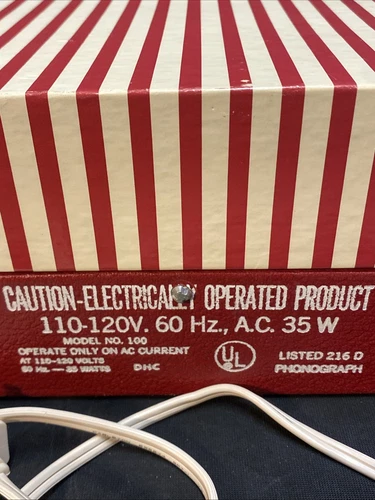 CAUTION-ELECTRICALLY OPERATED PRODUCT
110-120V. 60 Hz., A.C. 35 W
MODEL NO. 100
OPERATE ONLY ON AC CURRENT
AT 110-120 VOLTS
60 Hz. — 35 WATTS
DHC
UL
LISTED 216 D
PHONOGRAPH